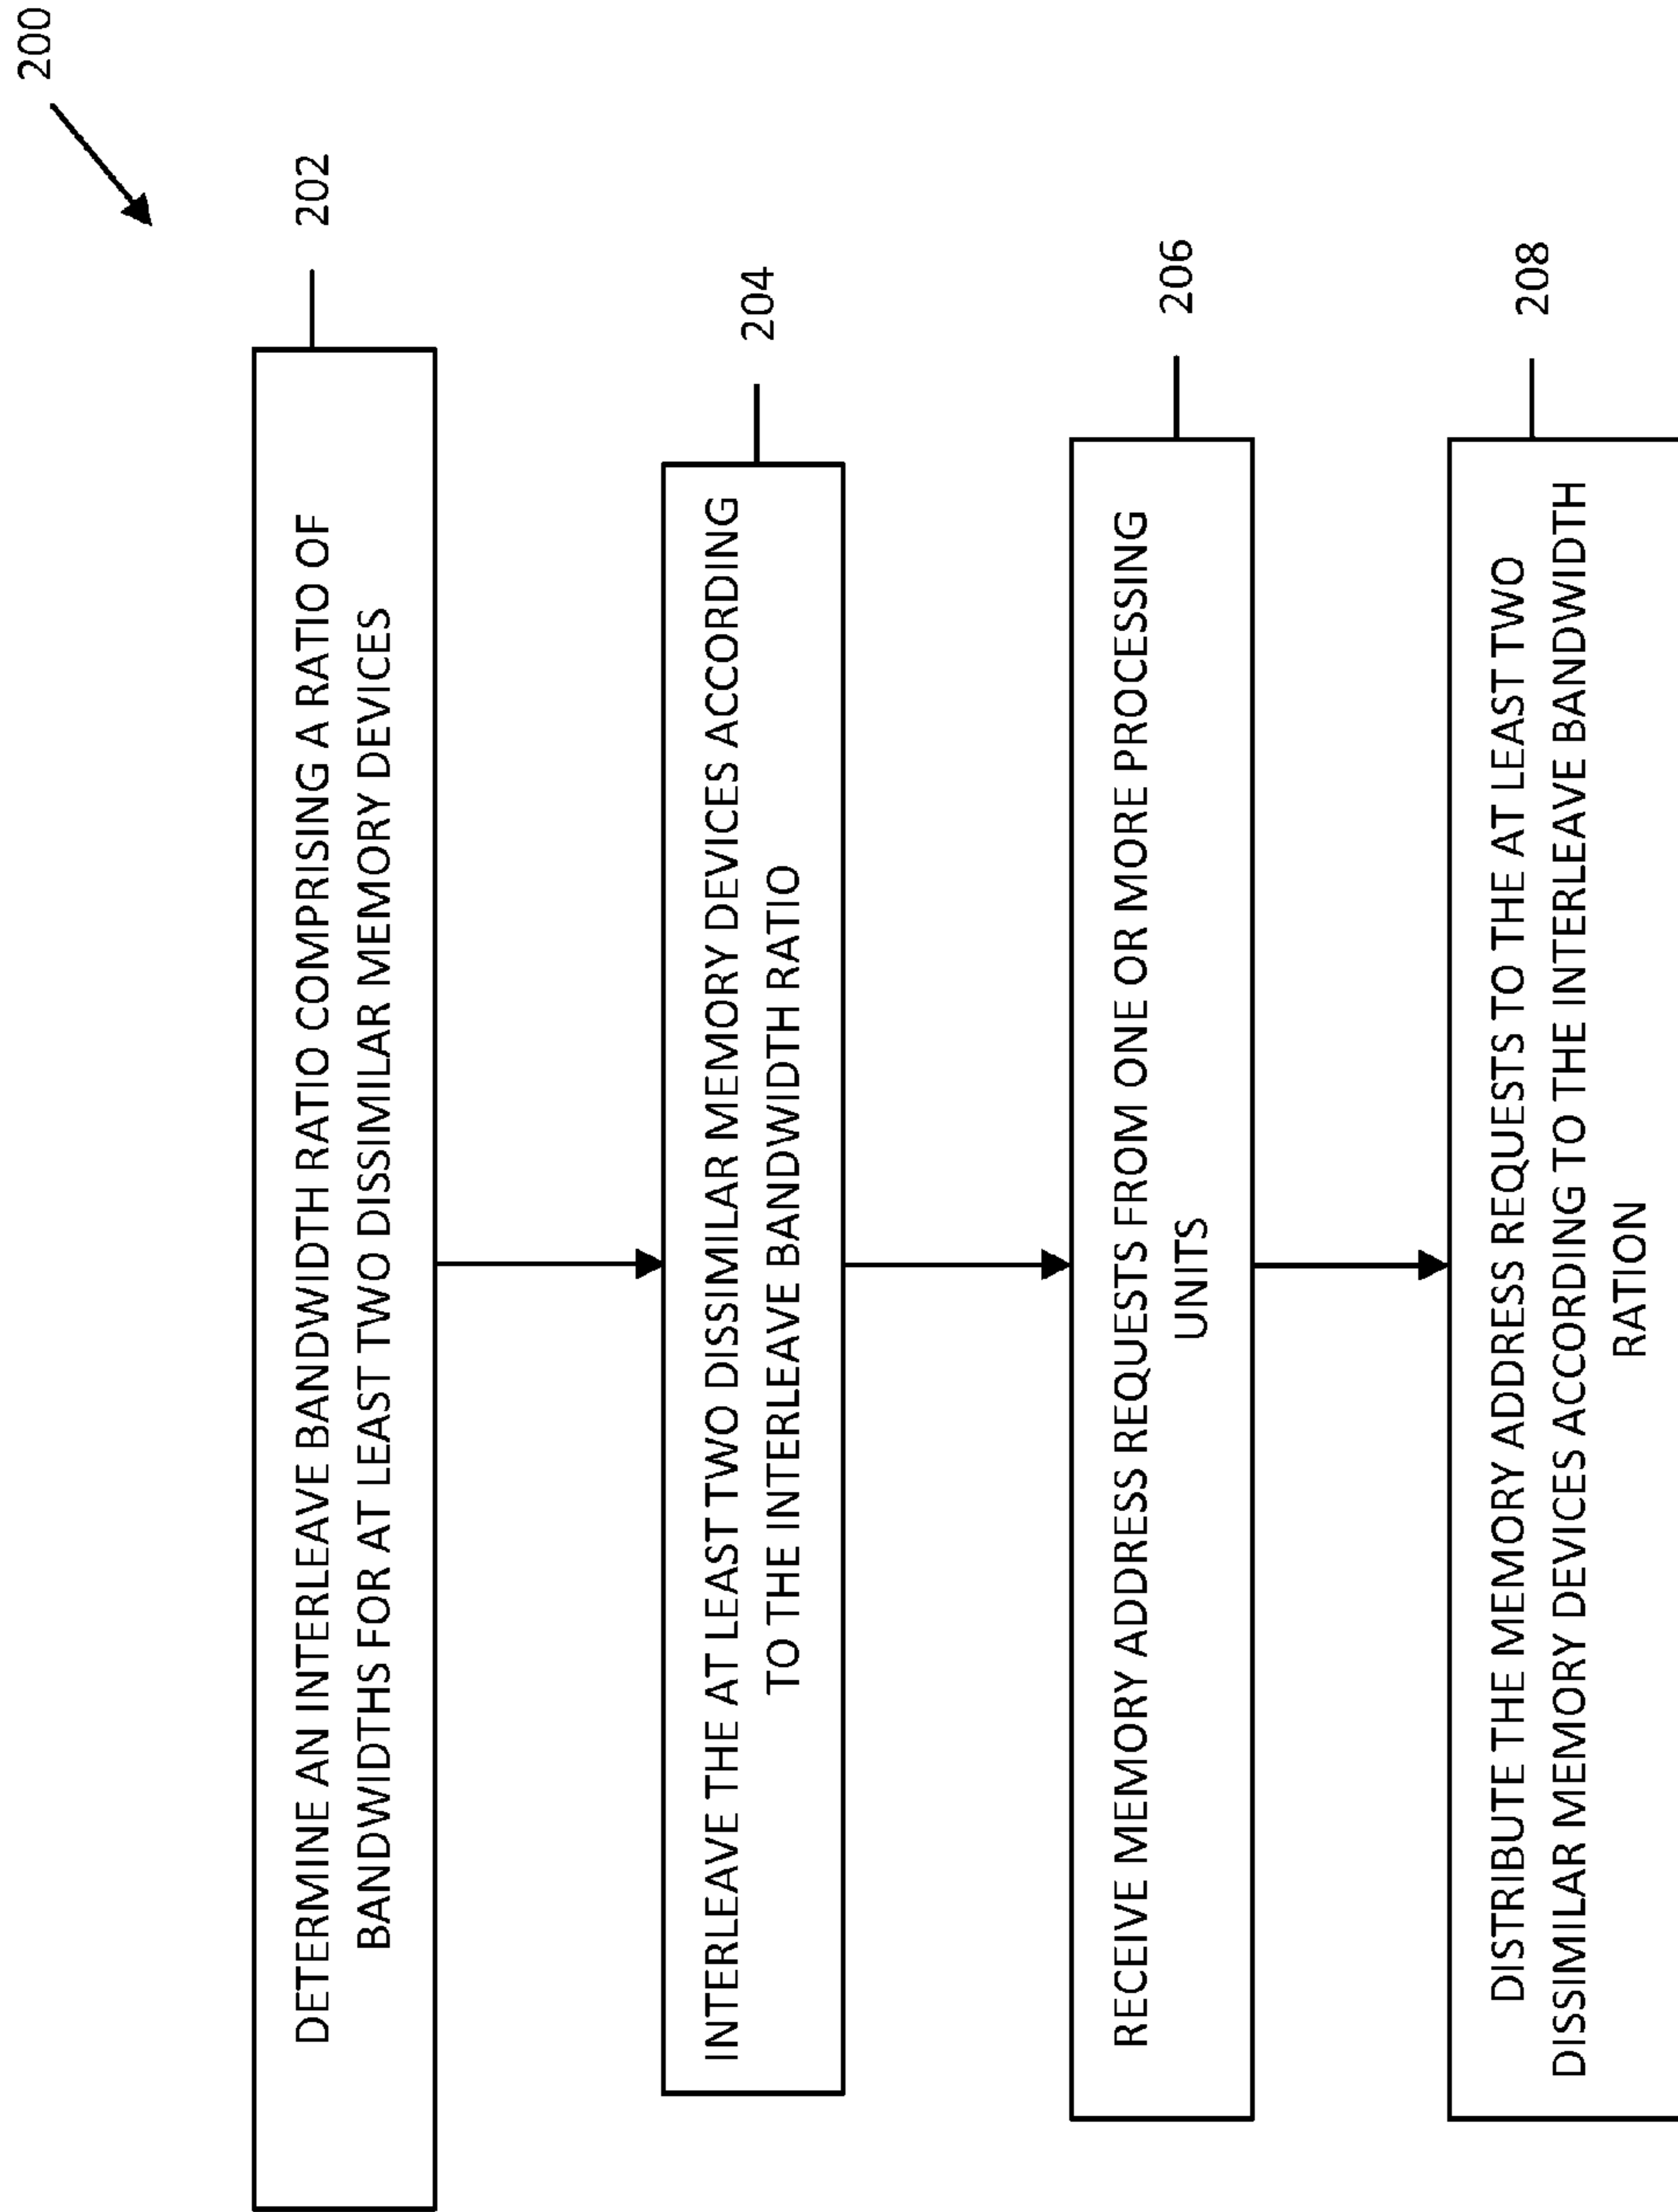 200
DETERMINE AN INTERLEAVE BANDWIDTH RATIO COMPRISING A RATIO OF
BANDWIDTHS FOR AT LEAST TWO DISSIMILAR MEMORY DEVICES
202
INTERLEAVE THE AT LEAST TWO DISSIMILAR MEMORY DEVICES ACCORDING
TO THE INTERLEAVE BANDWIDTH RATIO
204
RECEIVE MEMORY ADDRESS REQUESTS FROM ONE OR MORE PROCESSING
UNITS
206
DISTRIBUTE THE MEMORY ADDRESS REQUESTS TO THE AT LEAST TWO
DISSIMILAR MEMORY DEVICES ACCORDING TO THE INTERLEAVE BANDWIDTH
RATION
208